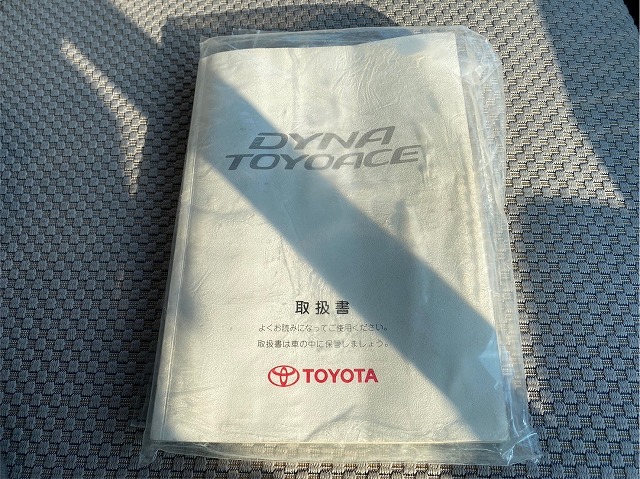 DYNA
TOYOACE
取扱書
よくお読みになってご使用ください。
取扱書は車の中に保管しましょう。
TOYOTA